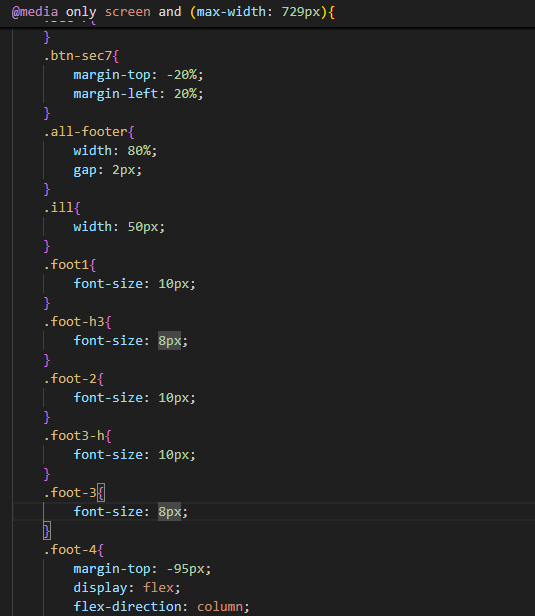 @media only screen and (max-width: 729px){
}
.btn-sec7{
margin-top: -20%;
margin-left: 20%;
}
.all-footer{
width: 80%;
gap: 2px;
}
.ill{
width: 50px;
}
.foot1{
font-size: 10px;
}
.foot-h3{
font-size: 8px;
}
.foot-2{
font-size: 10px;
}
.foot3-h{
font-size: 10px;
}
.foot-3{
font-size: 8px;
}
.foot-4{
margin-top: -95px;
display: flex;
flex-direction: column;